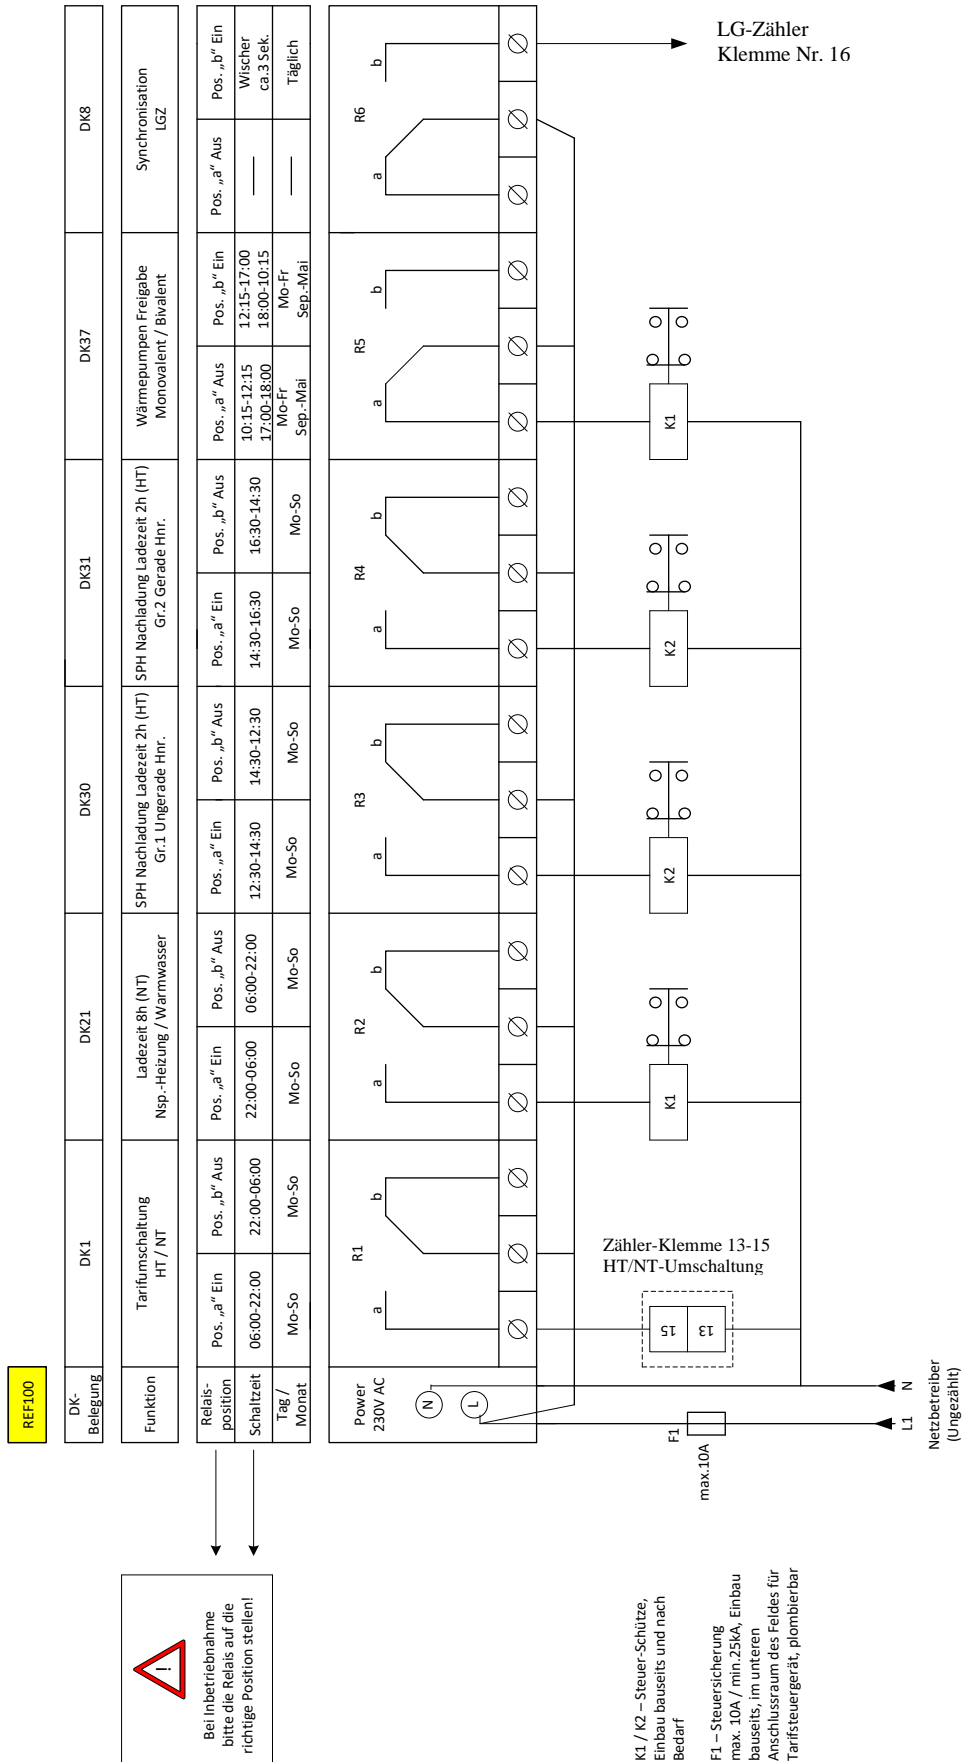 REF100
DK-
Belegung
DK1
DK21
DK30
DK31
DK37
DK8
Funktion
Tarifumschaltung
HT / NT
Ladezeit 8h (NT)
Nsp.-Heizung / Warmwasser
SPH Nachladung Ladezeit 2h (HT)
Gr.1 Ungerade Hnr.
SPH Nachladung Ladezeit 2h (HT)
Gr.2 Gerade Hnr.
Wärmepumpen Freigabe
Monovalent / Bivalent
Synchronisation
LGZ
Relais-
position
Pos. „a“ Ein
Pos. „b“ Aus
Pos. „a“ Ein
Pos. „b“ Aus
Pos. „a“ Ein
Pos. „b“ Aus
Pos. „a“ Ein
Pos. „b“ Aus
Pos. „a“ Aus
Pos. „b“ Ein
Pos. „a“ Aus
Pos. „b“ Ein
Schaltzeit
06:00-22:00
22:00-06:00
22:00-06:00
06:00-22:00
12:30-14:30
14:30-12:30
14:30-16:30
16:30-14:30
10:15-12:15
17:00-18:00
12:15-17:00
18:00-10:15
Wischer
ca.3 Sek.
Tag /
Monat
Mo-So
Mo-So
Mo-So
Mo-So
Mo-So
Mo-So
Mo-So
Mo-So
Mo-Fr
Sep.-Mai
Mo-Fr
Sep.-Mai
Täglich
Power
230V AC
N
L
R1
a
b
R2
a
b
R3
a
b
R4
a
b
R5
a
b
R6
a
b
LG-Zähler
Klemme Nr. 16
Zähler-Klemme 13-15
HT/NT-Umschaltung
15
13
K1
K2
K2
K1
F1
max.10A
L1
N
Netzbetreiber
(Ungezählt)
Bei Inbetriebnahme
bitte die Relais auf die
richtige Position stellen!
K1 / K2 – Steuer-Schütze,
Einbau bauseits und nach
Bedarf
F1 – Steuersicherung
max. 10A / min.25kA, Einbau
bauseits, im unteren
Anschlussraum des Feldes für
Tarifsteuergerät, plombierbar